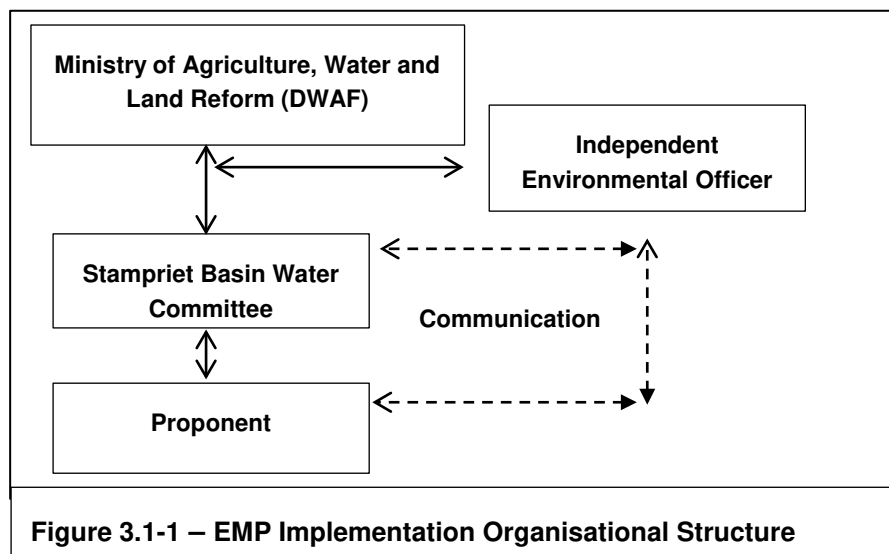 Ministry of Agriculture, Water and
Land Reform (DWAF)
Independent
Environmental Officer
Stampriet Basin Water
Committee
Communication
Proponent
Figure 3.1-1 – EMP Implementation Organisational Structure